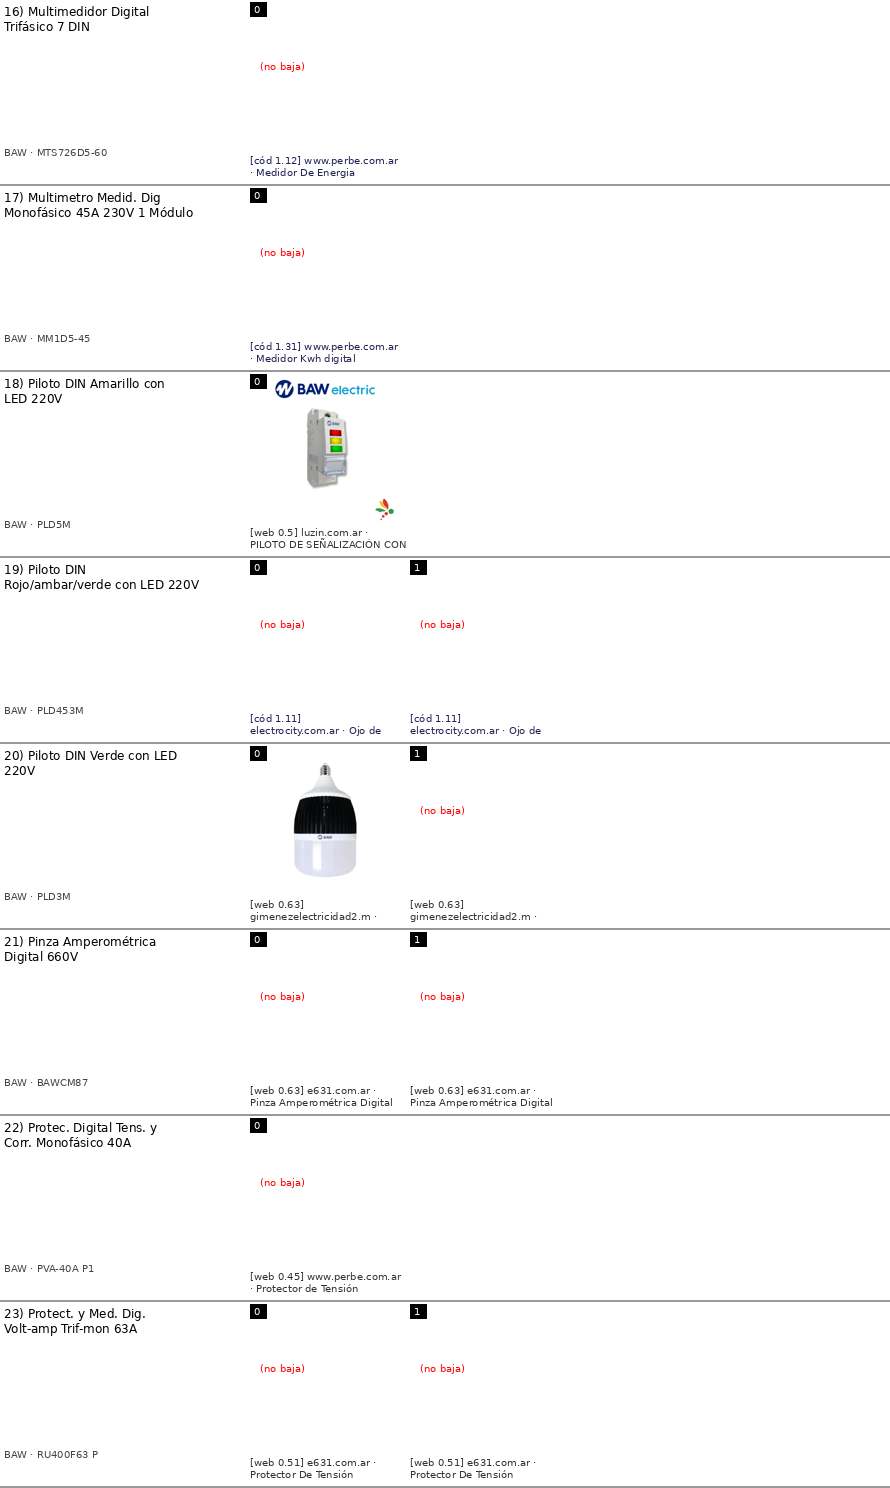 16) Multimedidor Digital
Trifásico 7 DIN
0
(no baja)
BAW · MTS726D5-60
[cód 1.12] www.perbe.com.ar
· Medidor De Energia
17) Multimetro Medid. Dig
Monofásico 45A 230V 1 Módulo
0
(no baja)
BAW · MM1D5-45
[cód 1.31] www.perbe.com.ar
· Medidor Kwh digital
18) Piloto DIN Amarillo con
LED 220V
0
BAW electric
BAW
BAW · PLD5M
[web 0.5] luzin.com.ar ·
PILOTO DE SEÑALIZACIÓN CON
19) Piloto DIN
Rojo/ambar/verde con LED 220V
0
1
(no baja)
(no baja)
BAW · PLD453M
[cód 1.11]
electrocity.com.ar · Ojo de
[cód 1.11]
electrocity.com.ar · Ojo de
20) Piloto DIN Verde con LED
220V
0
1
BAW
(no baja)
BAW · PLD3M
[web 0.63]
gimenezelectricidad2.m ·
[web 0.63]
gimenezelectricidad2.m ·
21) Pinza Amperométrica
Digital 660V
0
1
(no baja)
(no baja)
BAW · BAWCM87
[web 0.63] e631.com.ar ·
Pinza Amperométrica Digital
[web 0.63] e631.com.ar ·
Pinza Amperométrica Digital
22) Protec. Digital Tens. y
Corr. Monofásico 40A
0
(no baja)
BAW · PVA-40A P1
[web 0.45] www.perbe.com.ar
· Protector de Tensión
23) Protect. y Med. Dig.
Volt-amp Trif-mon 63A
0
1
(no baja)
(no baja)
BAW · RU400F63 P
[web 0.51] e631.com.ar ·
Protector De Tensión
[web 0.51] e631.com.ar ·
Protector De Tensión